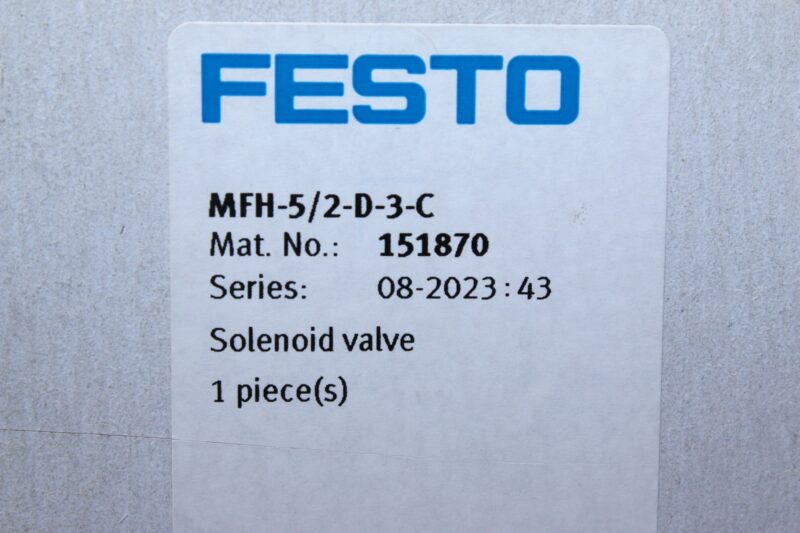 FESTO
MFH-5/2-D-3-C
Mat. No.: 151870
Series: 08-2023:43
Solenoid valve
1 piece(s)